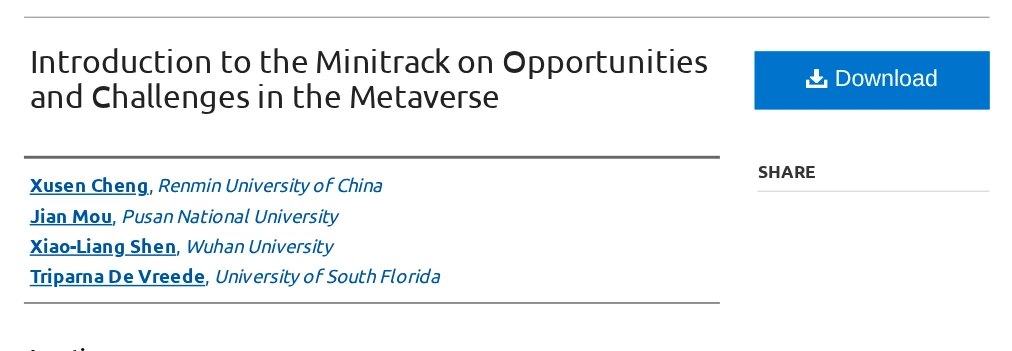 Introduction to the Minitrack on Opportunities
and Challenges in the Metaverse
Download
SHARE
Xusen Cheng, Renmin University of China
Jian Mou, Pusan National University
Xiao-Liang Shen, Wuhan University
Triparna De Vreede, University of South Florida